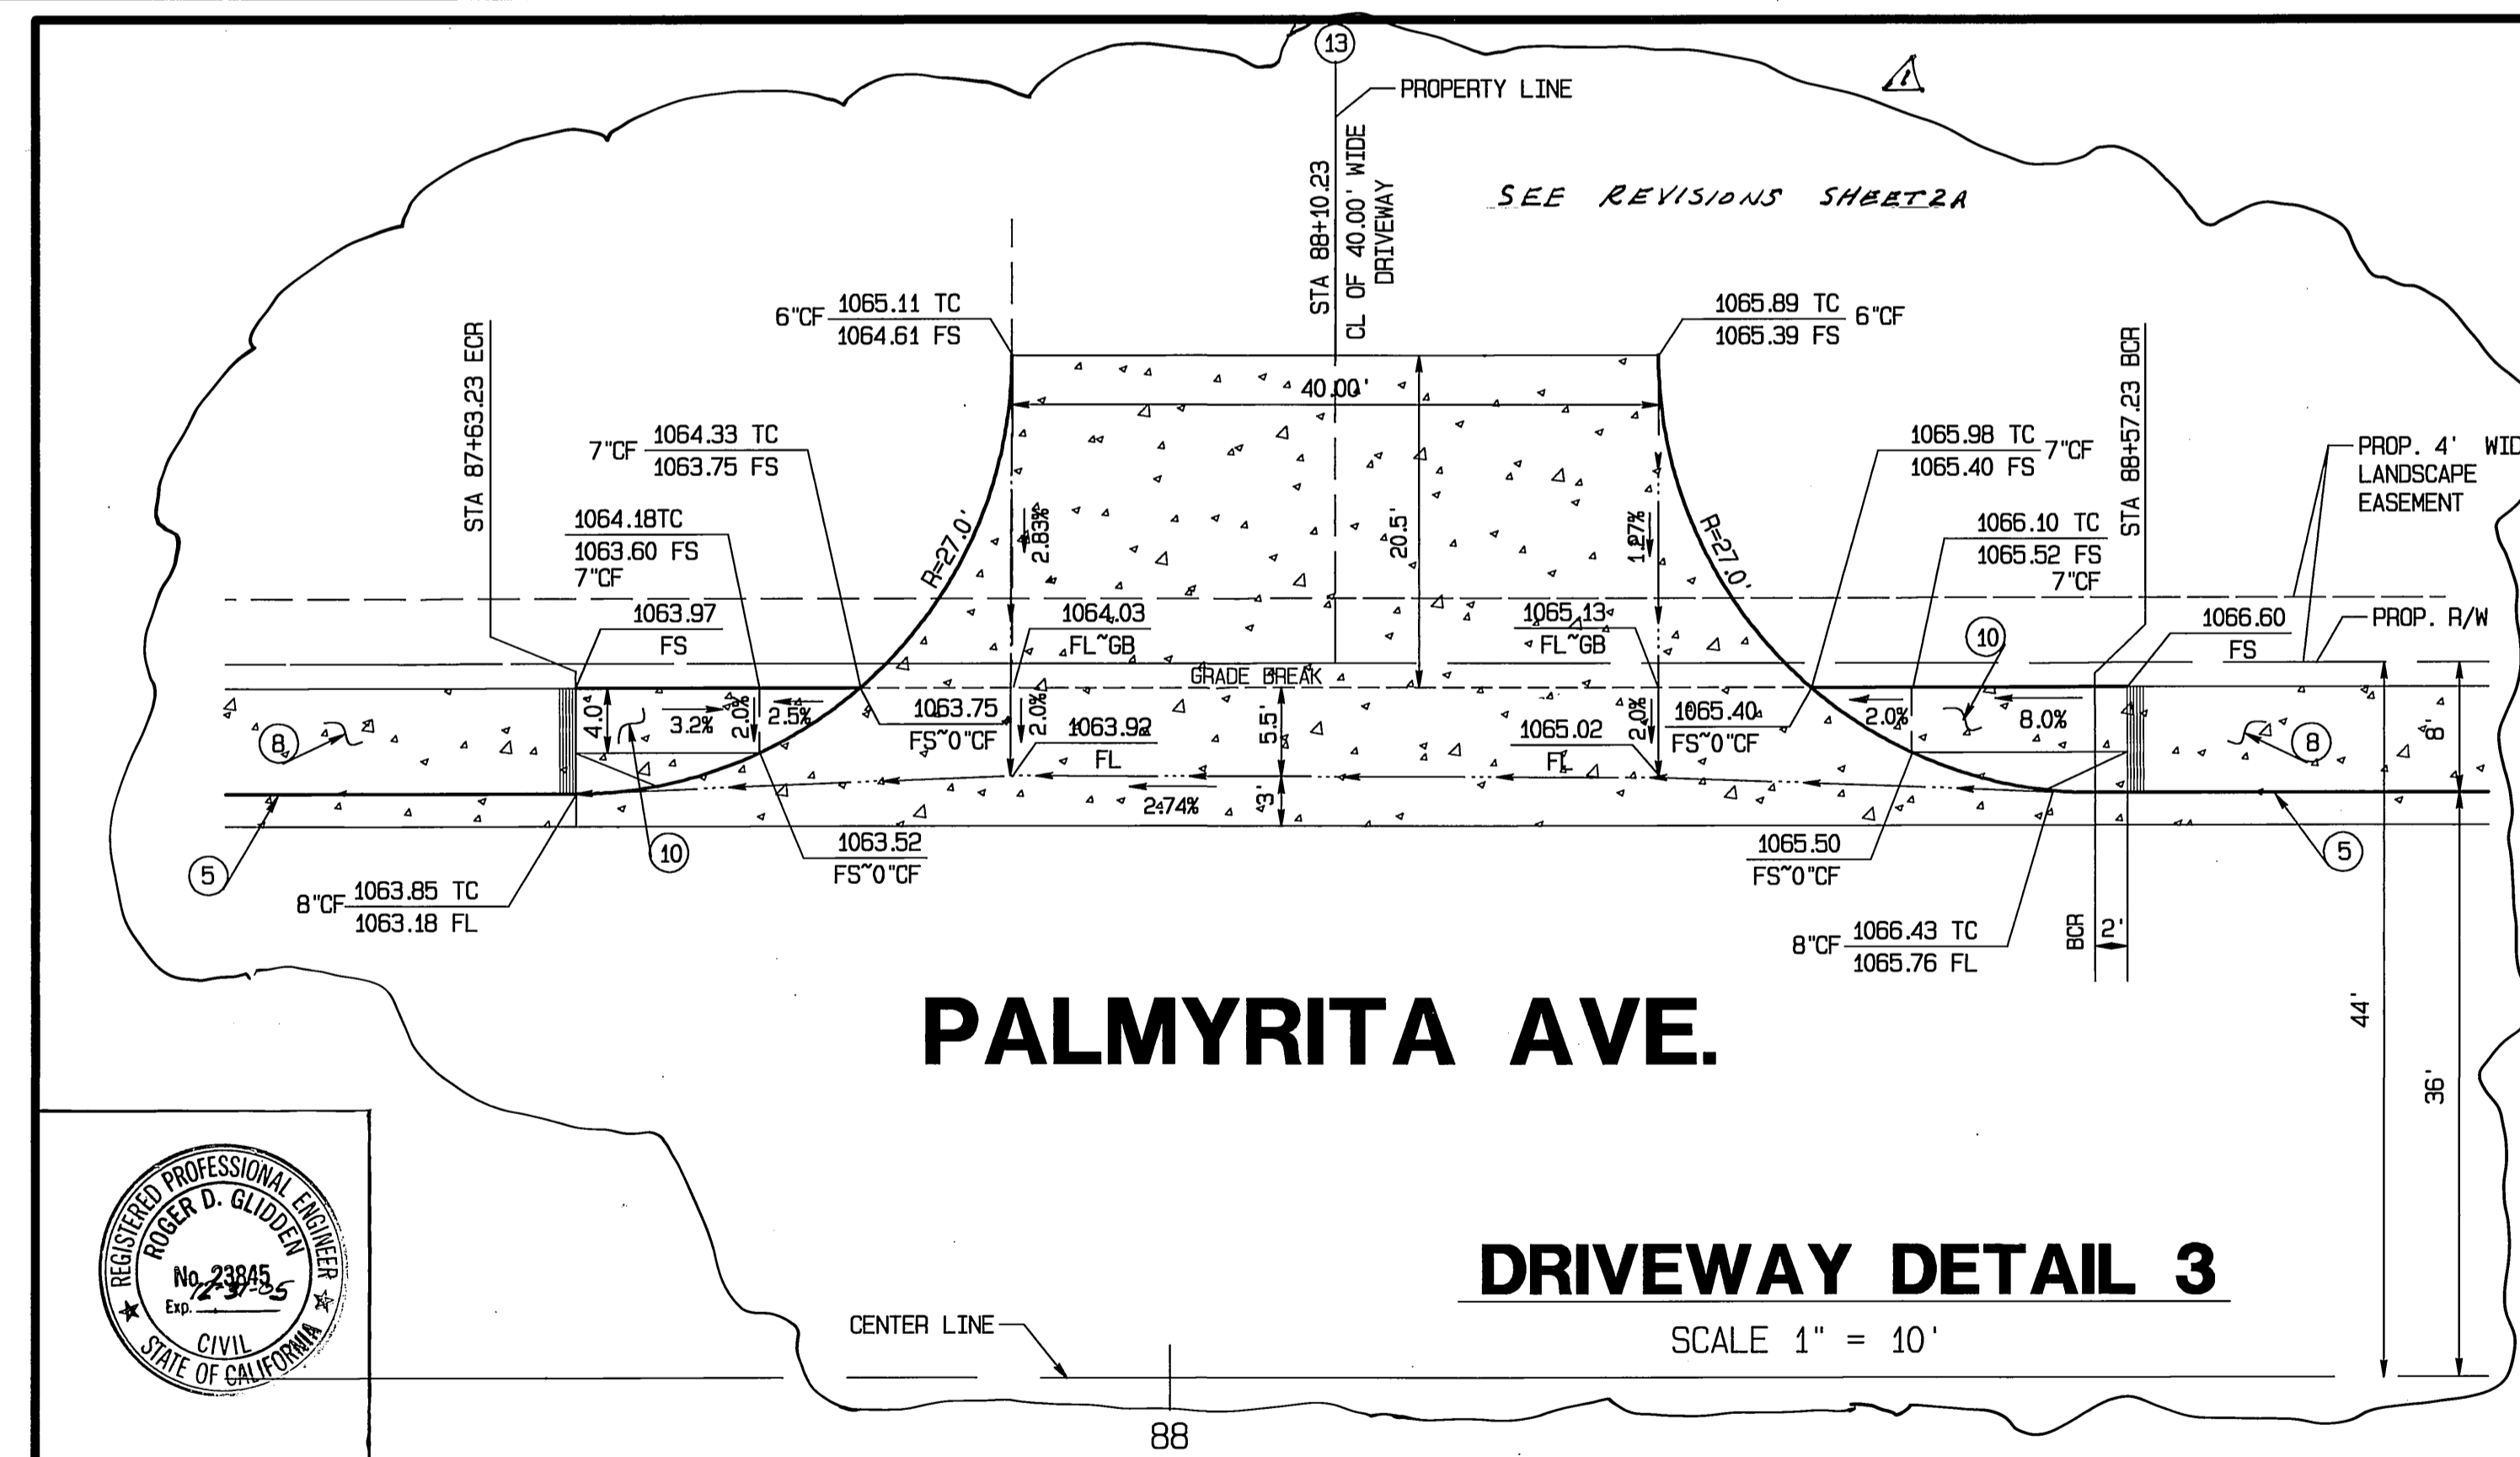 13
PROPERTY LINE
1
STA 88+10.23
CL OF 40.00' WIDE
DRIVEWAY
SEE REVISIONS SHEET 2A
STA 87+63.23 ECR
6"CF
1065.11 TC
1064.61 FS
1065.89 TC
1065.39 FS
6"CF
STA 88+57.23 BCR
40.00'
7"CF
1064.33 TC
1063.75 FS
1065.98 TC
1065.40 FS
7"CF
PROP. 4' WID
LANDSCAPE
EASEMENT
1064.18TC
1063.60 FS
7"CF
R=27.0'
2.83%
20.5'
1.27%
R=27.0'
1066.10 TC
1065.52 FS
7"CF
1063.97
FS
1064.03
FL~GB
1065.13
FL~GB
10
1066.60
FS
PROP. R/W
GRADE BREAK
8
4.0'
3.2%
2.0%
2.5%
1063.75
FS~0"CF
2.0%
1063.92
FL
5.5'
1065.02
FL
2.0%
1065.40
FS~0"CF
2.0%
8.0%
8
8'
2.74%
3'
5
10
1063.52
FS~0"CF
1065.50
FS~0"CF
5
8"CF
1063.85 TC
1063.18 FL
8"CF
1066.43 TC
1065.76 FL
BCR
2'
44'
36'
PALMYRITA AVE.
REGISTERED PROFESSIONAL ENGINEER
ROGER D. GLIDDEN
No. 23845
Exp. 12-31-05
CIVIL
STATE OF CALIFORNIA
DRIVEWAY DETAIL 3
SCALE 1" = 10'
CENTER LINE
88